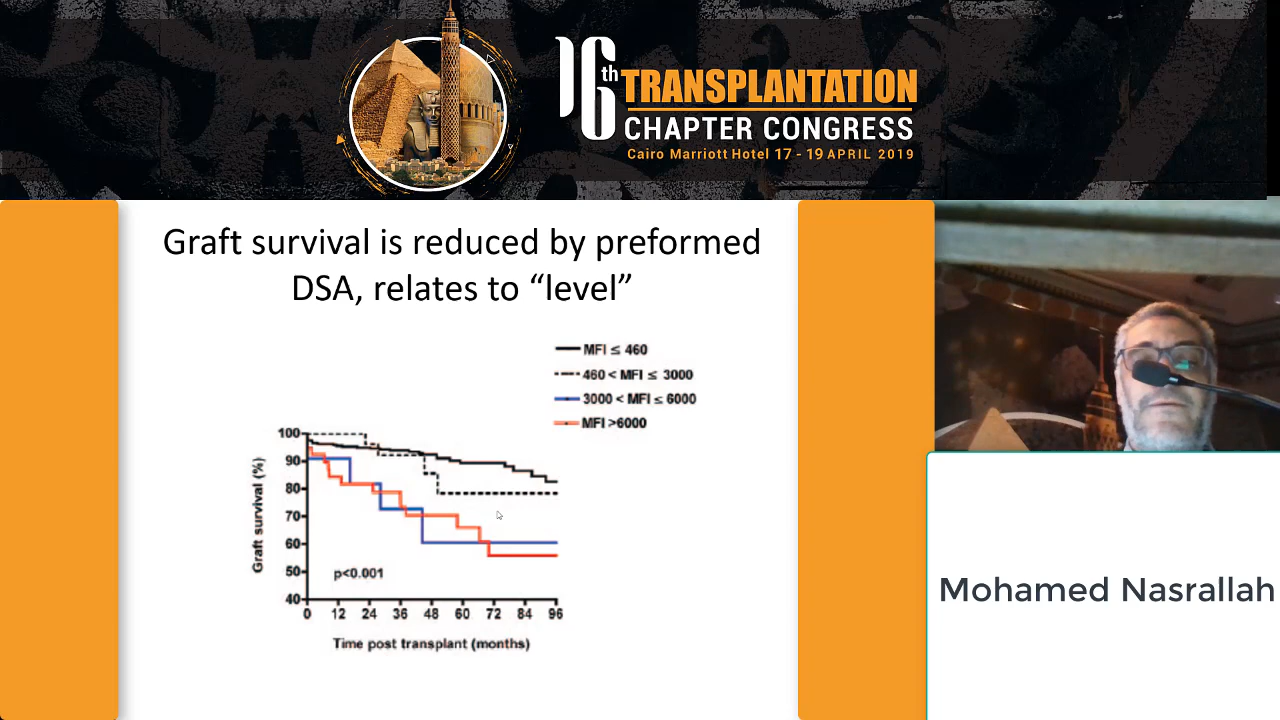 16th TRANSPLANTATION
CHAPTER CONGRESS
Cairo Marriott Hotel 17 - 19 APRIL 2019
Graft survival is reduced by preformed
DSA, relates to “level”
MFI ≤ 460
460 < MFI ≤ 3000
3000 < MFI ≤ 6000
MFI >6000
Graft survival (%)
100
90
80
70
60
50
40
p<0.001
0 12 24 36 48 60 72 84 96
Time post transplant (months)
Mohamed Nasrallah